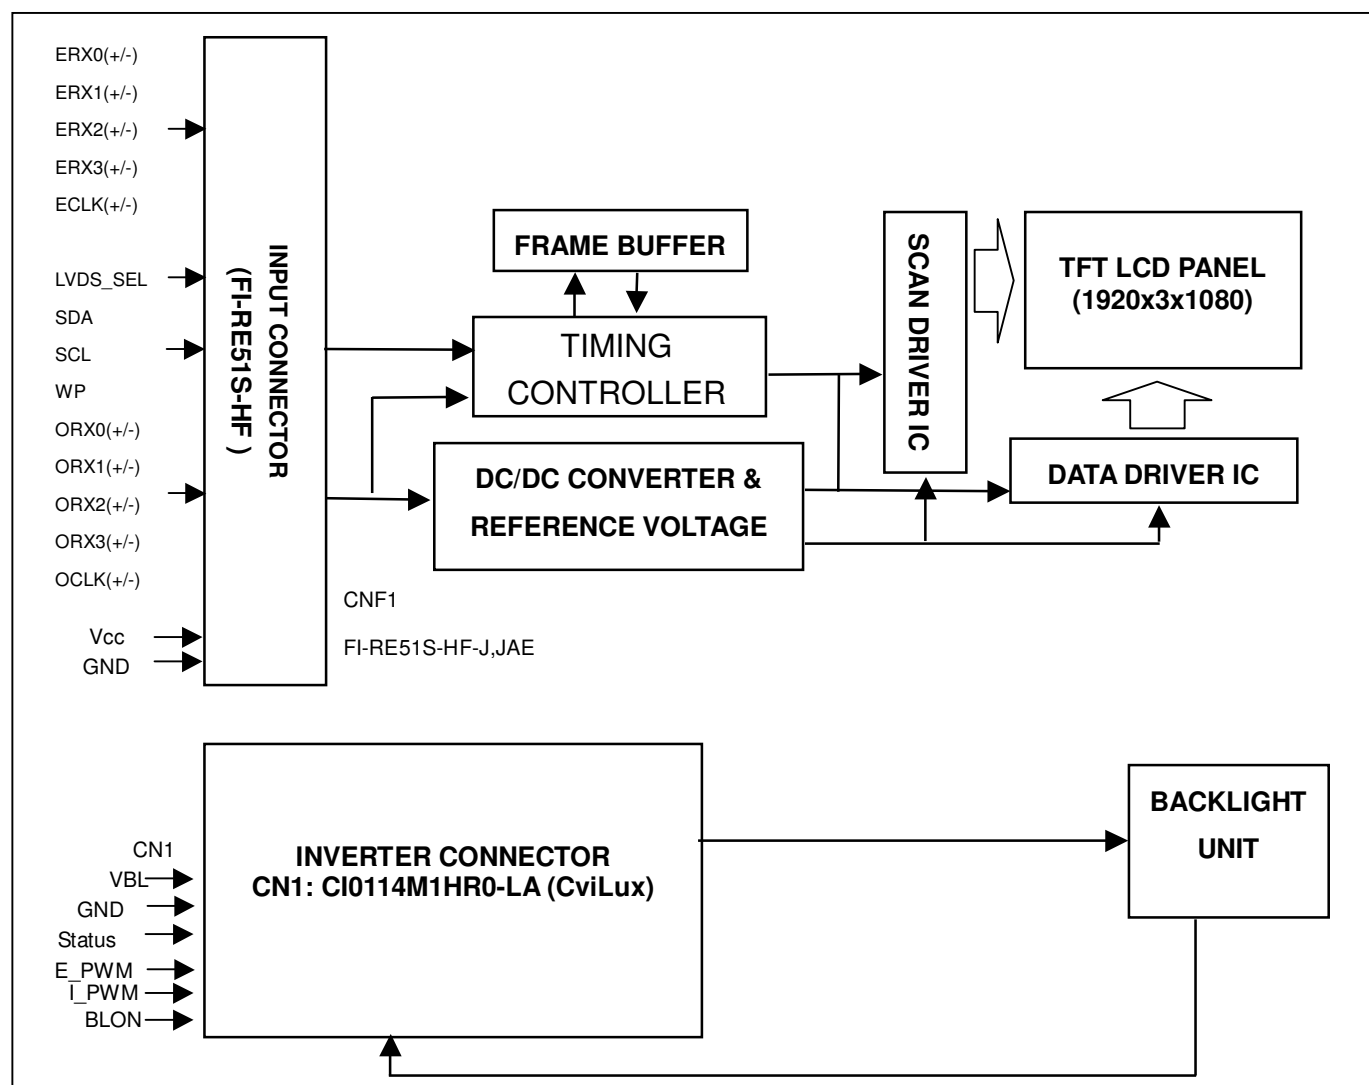 ERX0(+/-)
ERX1(+/-)
ERX2(+/-)
ERX3(+/-)
ECLK(+/-)
LVDS_SEL
SDA
SCL
WP
ORX0(+/-)
ORX1(+/-)
ORX2(+/-)
ORX3(+/-)
OCLK(+/-)
Vcc
GND
INPUT CONNECTOR
(FI-RE51S-HF )
FRAME BUFFER
TIMING
CONTROLLER
DC/DC CONVERTER &
REFERENCE VOLTAGE
SCAN DRIVER IC
TFT LCD PANEL
(1920x3x1080)
DATA DRIVER IC
CNF1
FI-RE51S-HF-J,JAE
CN1
VBL
GND
Status
E_PWM
I_PWM
BLON
INVERTER CONNECTOR
CN1: CI0114M1HR0-LA (CviLux)
BACKLIGHT
UNIT